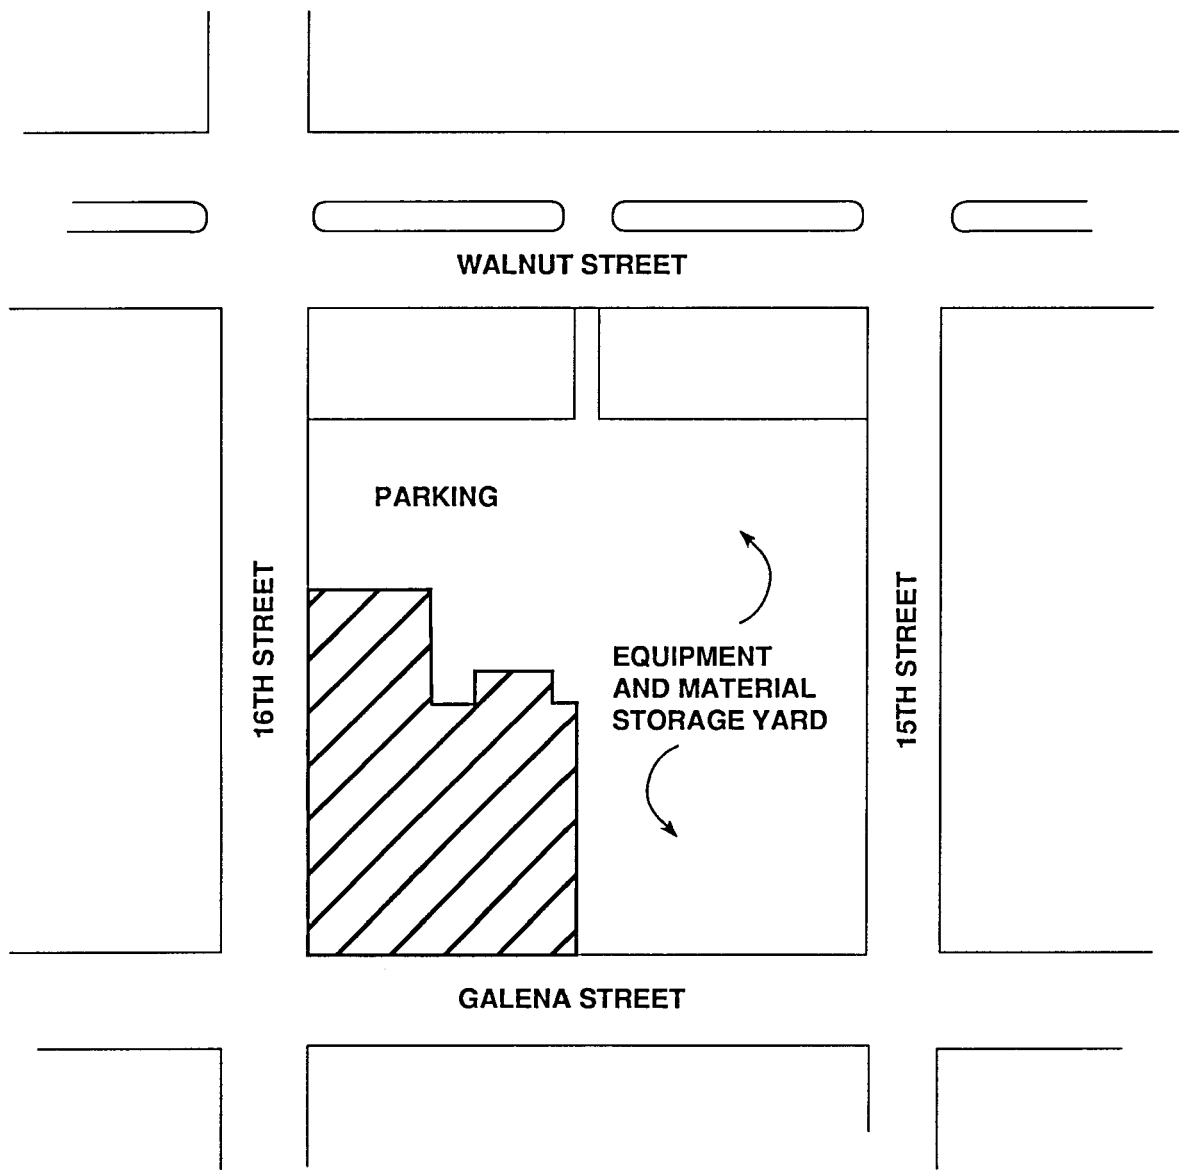 WALNUT STREET
PARKING
16TH STREET
EQUIPMENT
AND MATERIAL
STORAGE YARD
15TH STREET
GALENA STREET